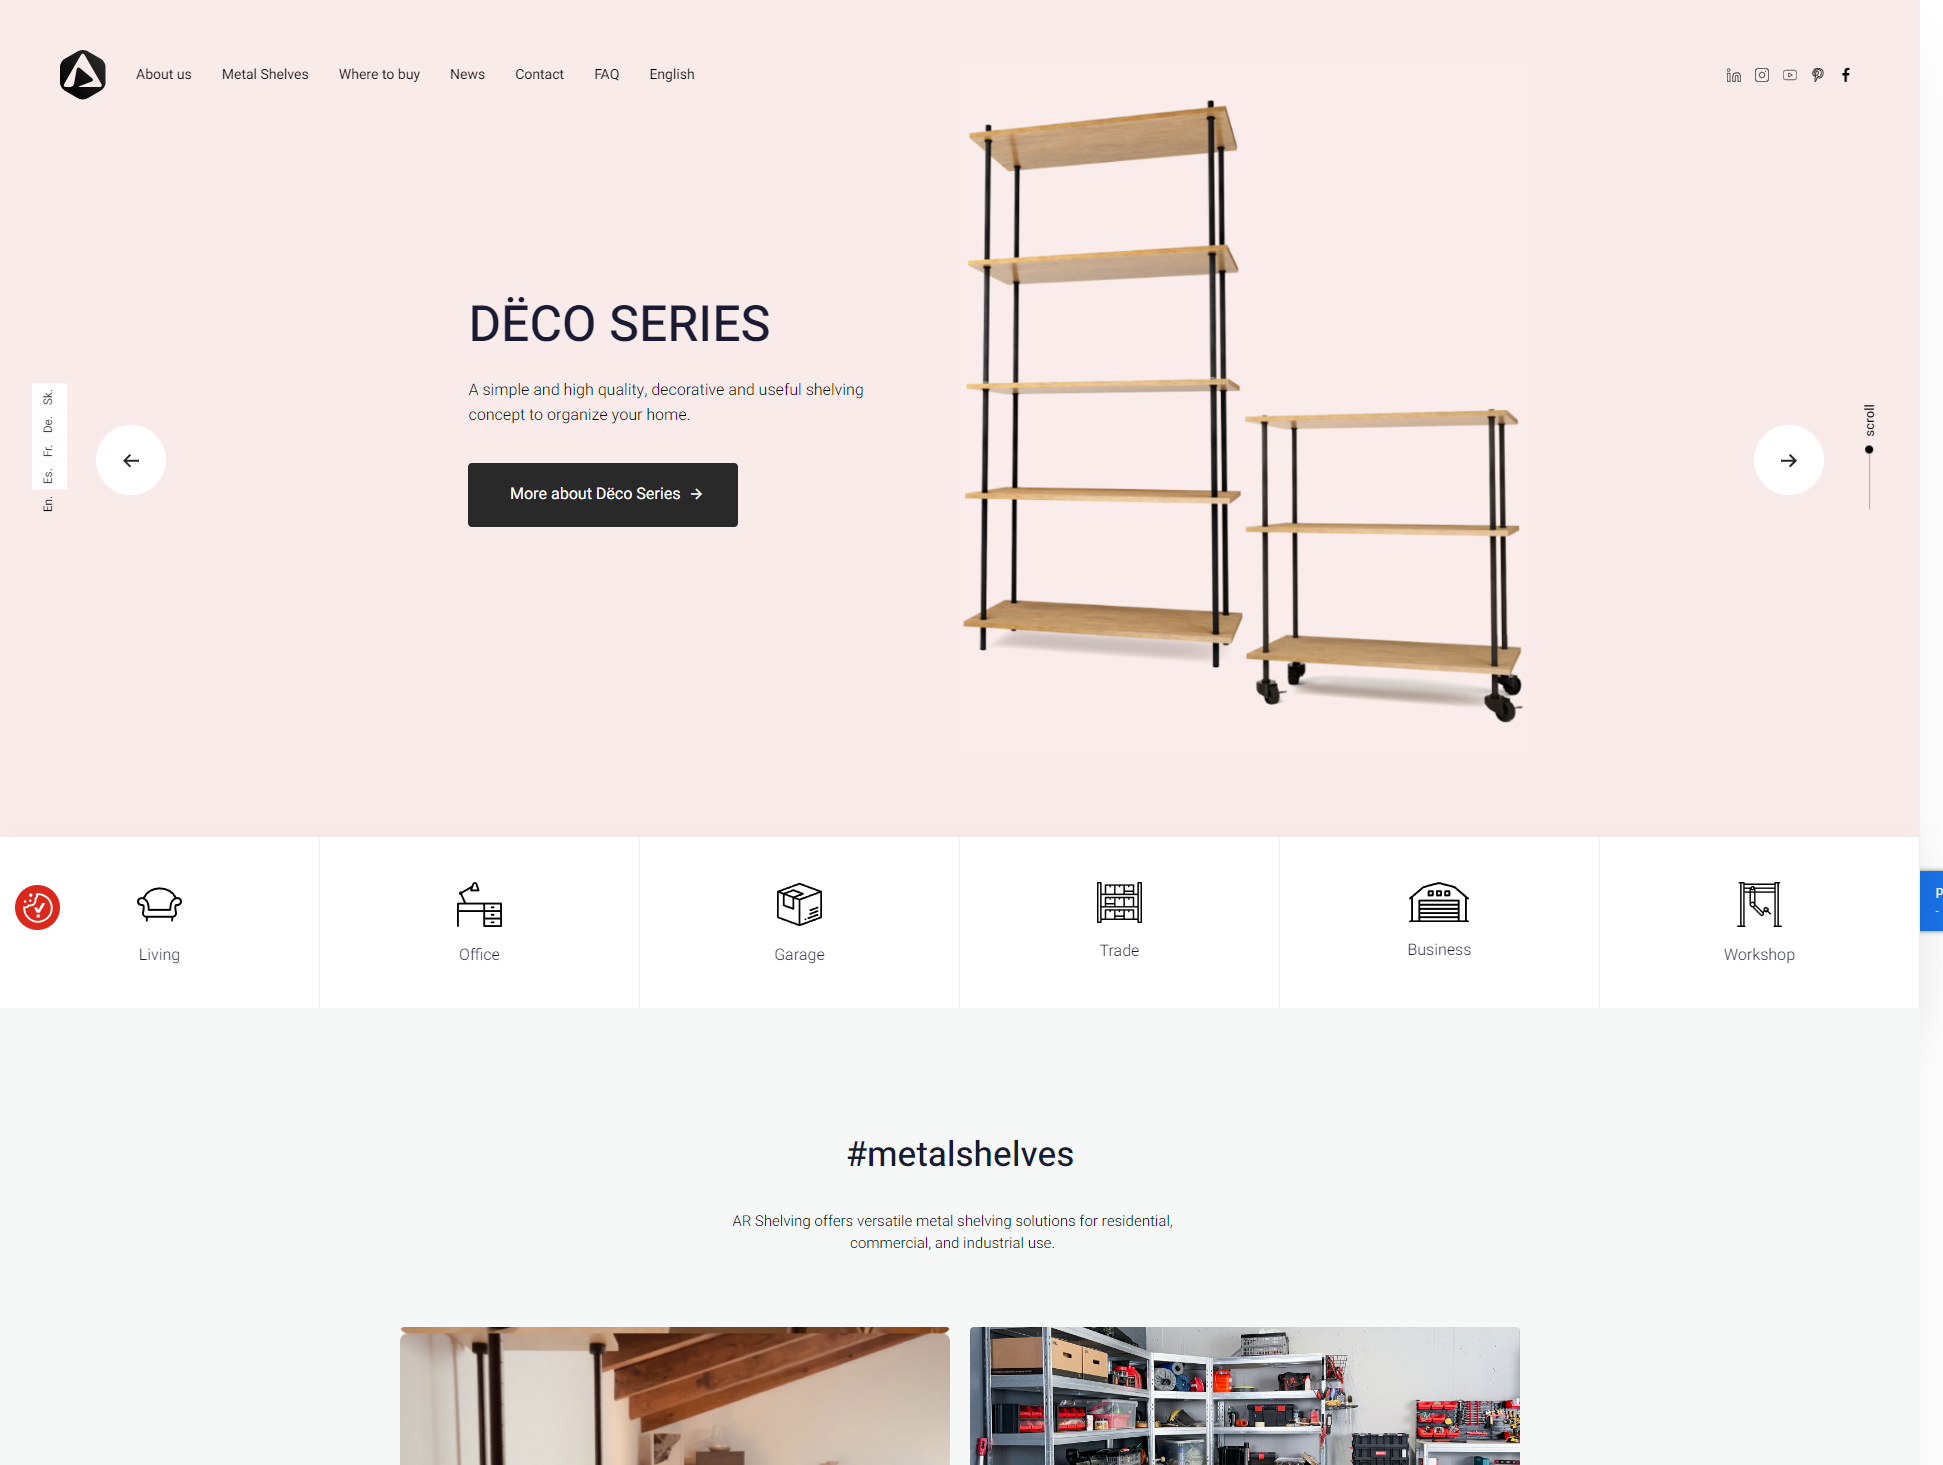 About us
Metal Shelves
Where to buy
News
Contact
FAQ
English
DËCO SERIES
A simple and high quality, decorative and useful shelving
concept to organize your home.
More about Dëco Series
Sk.
De.
Fr.
Es.
En.
scroll
Living
Office
Garage
Trade
Business
Workshop
#metalshelves
AR Shelving offers versatile metal shelving solutions for residential,
commercial, and industrial use.